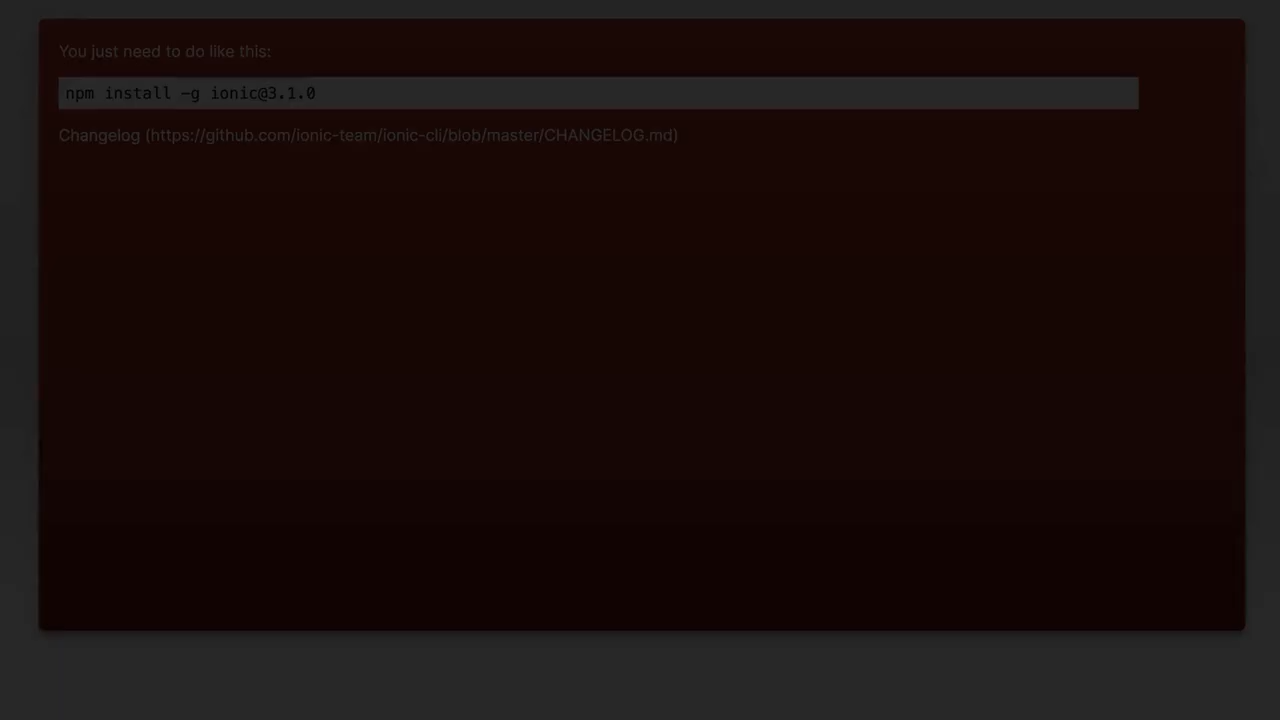 You just need to do like this:
npm install -g ionic@3.1.0
Changelog (https://github.com/ionic-team/ionic-cli/blob/master/CHANGELOG.md)